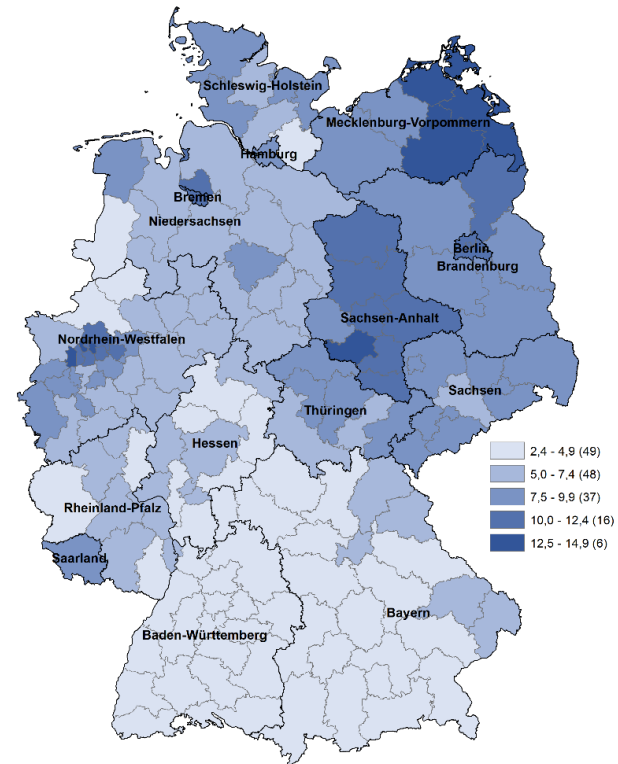 Schleswig-Holstein
Mecklenburg-Vorpommern
Hamburg
Bremen
Niedersachsen
Berlin
Brandenburg
Sachsen-Anhalt
Nordrhein-Westfalen
Sachsen
Thüringen
Hessen
2,4 - 4,9 (49)
5,0 - 7,4 (48)
7,5 - 9,9 (37)
10,0 - 12,4 (16)
12,5 - 14,9 (6)
Rheinland-Pfalz
Saarland
Bayern
Baden-Württemberg